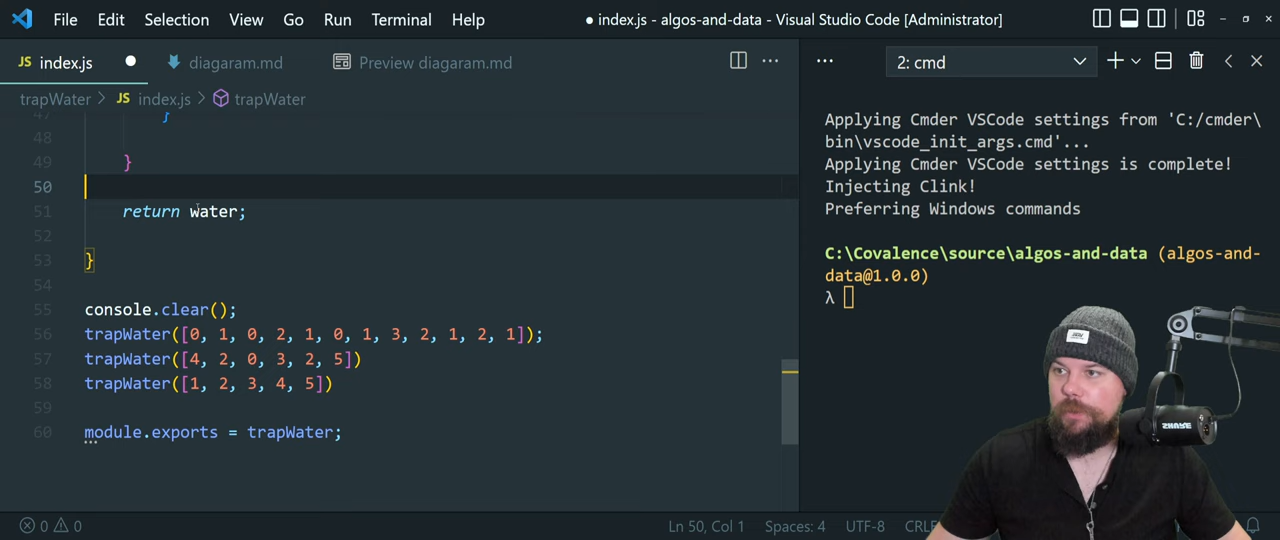 File Edit Selection View Go Run Terminal Help
● index.js - algos-and-data - Visual Studio Code [Administrator]
JS index.js ●
diagaram.md
Preview diagaram.md
2: cmd
trapWater > JS index.js > trapWater
47 }
48
49 }
50
51 return water;
52
53 }
54
55 console.clear();
56 trapWater([0, 1, 0, 2, 1, 0, 1, 3, 2, 1, 2, 1]);
57 trapWater([4, 2, 0, 3, 2, 5])
58 trapWater([1, 2, 3, 4, 5])
59
60 module.exports = trapWater;
Applying Cmder VSCode settings from 'C:/cmder\
bin\vscode_init_args.cmd'...
Applying Cmder VSCode settings is complete!
Injecting Clink!
Preferring Windows commands
C:\Covalence\source\algos-and-data (algos-and-
data@1.0.0)
λ
SHURE
0 0 Ln 50, Col 1 Spaces: 4 UTF-8 CRLF